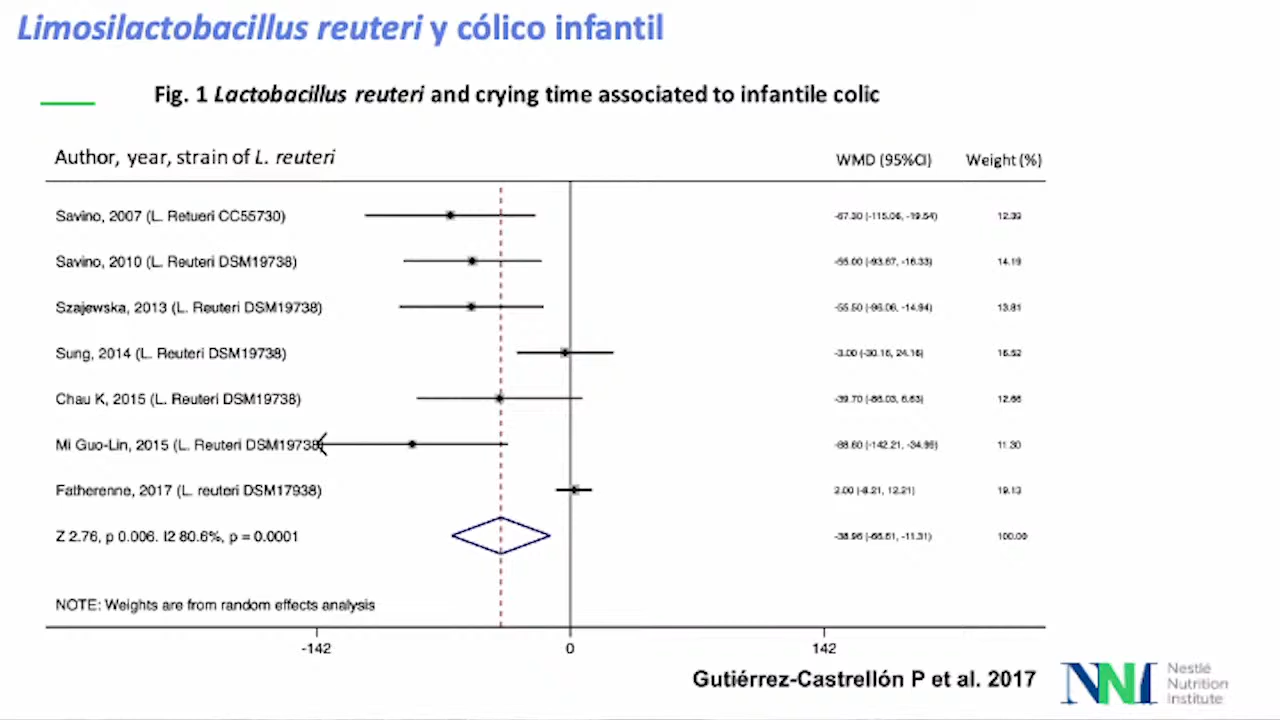 Limosilactobacillus reuteri y cólico infantil
Fig. 1 Lactobacillus reuteri and crying time associated to infantile colic
Author, year, strain of L. reuteri WMD (95%CI) Weight (%)
Savino, 2007 (L. Retueri CC55730) -67.30 (-115.06, -19.54) 12.39
Savino, 2010 (L. Reuteri DSM19738) -55.00 (-93.67, -16.33) 14.19
Szajewska, 2013 (L. Reuteri DSM19738) -55.50 (-96.06, -14.94) 13.81
Sung, 2014 (L. Reuteri DSM19738) -3.00 (-30.16, 24.16) 16.52
Chau K, 2015 (L. Reuteri DSM19738) -39.70 (-86.03, 6.63) 12.66
Mi Guo-Lin, 2015 (L. Reuteri DSM19738) -88.60 (-142.21, -34.99) 11.30
Fatherenne, 2017 (L. reuteri DSM17938) 2.00 (-8.21, 12.21) 19.13
Z 2.76, p 0.006. I2 80.6%, p = 0.0001 -38.96 (-66.61, -11.31) 100.00
NOTE: Weights are from random effects analysis
-142 0 142
Gutiérrez-Castrellón P et al. 2017
NNI
Nestlé
Nutrition
Institute